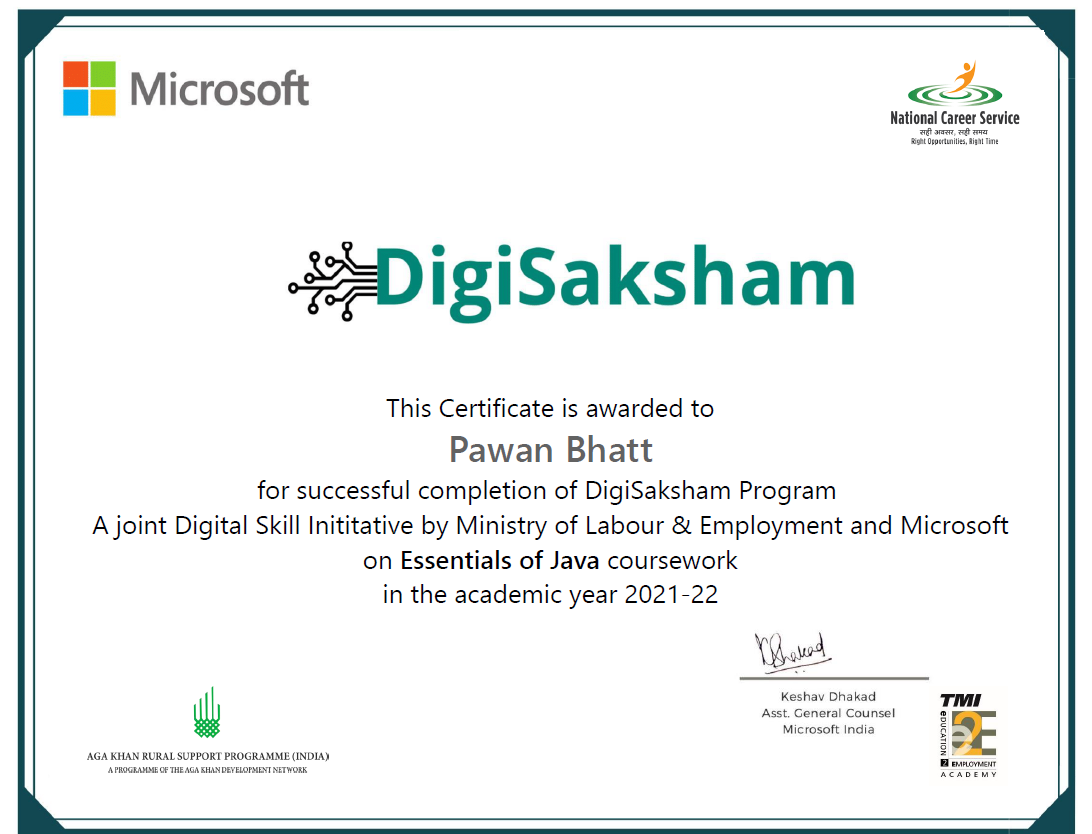 Microsoft
National Career Service
सही अवसर, सही समय
Right Opportunities, Right Time
DigiSaksham
This Certificate is awarded to
Pawan Bhatt
for successful completion of DigiSaksham Program
A joint Digital Skill Inititative by Ministry of Labour & Employment and Microsoft
on Essentials of Java coursework
in the academic year 2021-22
KDhakad
Keshav Dhakad
Asst. General Counsel
Microsoft India
AGA KHAN RURAL SUPPORT PROGRAMME (INDIA)
A PROGRAMME OF THE AGA KHAN DEVELOPMENT NETWORK
TMI
e2E
EDUCATION
2 EMPLOYMENT
ACADEMY